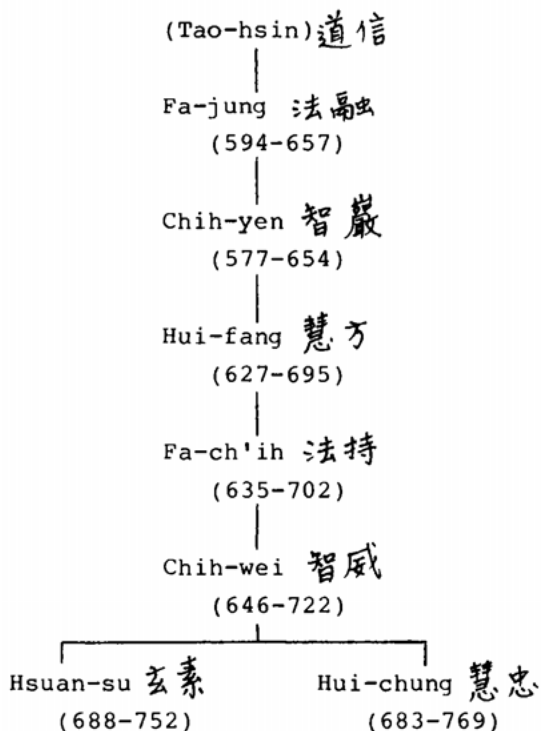 (Tao-hsin)道信
Fa-jung 法融
(594-657)
Chih-yen 智巖
(577-654)
Hui-fang 慧方
(627-695)
Fa-ch'ih 法持
(635-702)
Chih-wei 智威
(646-722)
Hsuan-su 玄素 Hui-chung 慧忠
(688-752) (683-769)